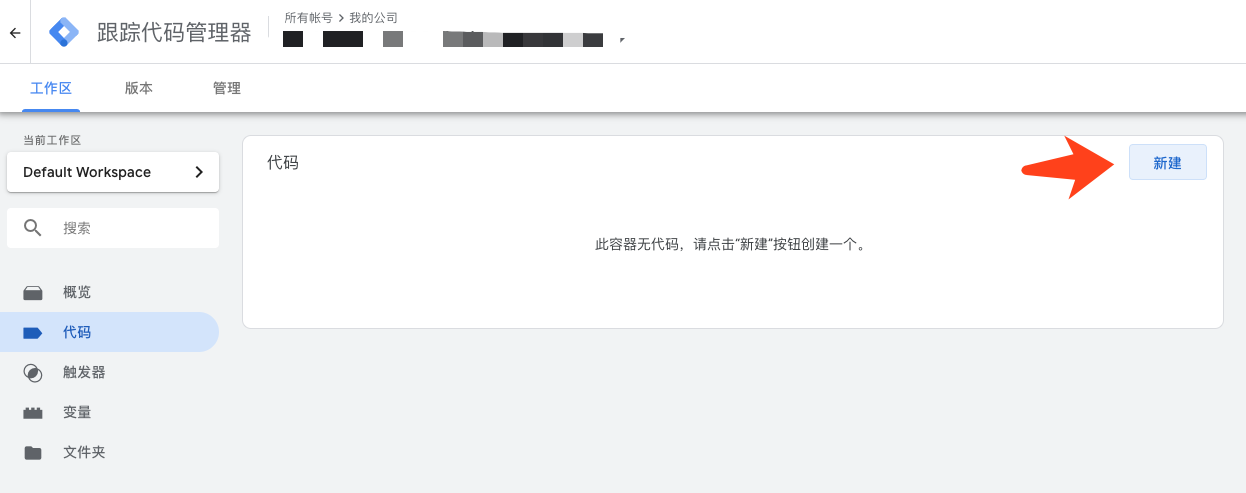 跟踪代码管理器
所有帐号 > 我的公司
工作区 版本 管理
当前工作区
Default Workspace
搜索
概览
代码
触发器
变量
文件夹
代码
新建
此容器无代码，请点击“新建”按钮创建一个。